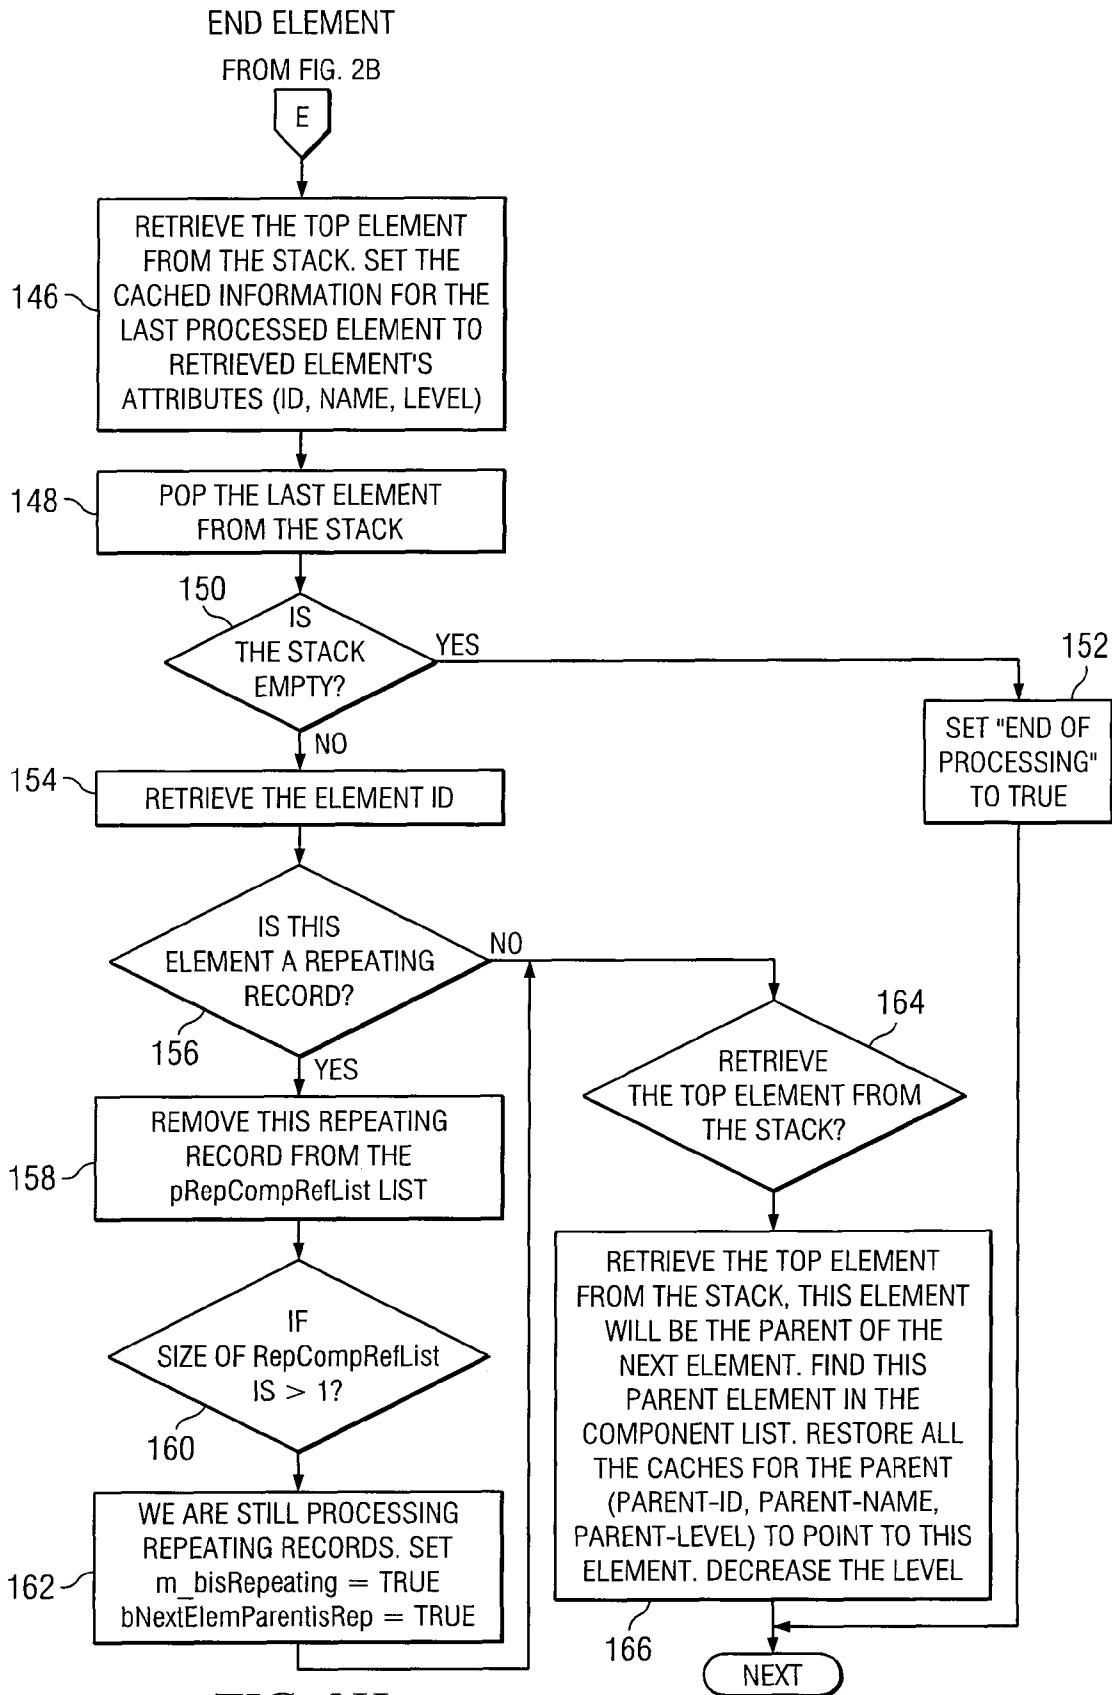 END ELEMENT
FROM FIG. 2B
E
146
RETRIEVE THE TOP ELEMENT
FROM THE STACK. SET THE
CACHED INFORMATION FOR THE
LAST PROCESSED ELEMENT TO
RETRIEVED ELEMENT'S
ATTRIBUTES (ID, NAME, LEVEL)
148
POP THE LAST ELEMENT
FROM THE STACK
150
IS
THE STACK
EMPTY?
YES
NO
152
SET "END OF
PROCESSING"
TO TRUE
154
RETRIEVE THE ELEMENT ID
IS THIS
ELEMENT A REPEATING
RECORD?
NO
156
YES
158
REMOVE THIS REPEATING
RECORD FROM THE
pRepCompRefList LIST
IF
SIZE OF RepCompRefList
IS > 1?
160
162
WE ARE STILL PROCESSING
REPEATING RECORDS. SET
m_bisRepeating = TRUE
bNextElemParentisRep = TRUE
164
RETRIEVE
THE TOP ELEMENT FROM
THE STACK?
RETRIEVE THE TOP ELEMENT
FROM THE STACK, THIS ELEMENT
WILL BE THE PARENT OF THE
NEXT ELEMENT. FIND THIS
PARENT ELEMENT IN THE
COMPONENT LIST. RESTORE ALL
THE CACHES FOR THE PARENT
(PARENT-ID, PARENT-NAME,
PARENT-LEVEL) TO POINT TO THIS
ELEMENT. DECREASE THE LEVEL
166
NEXT